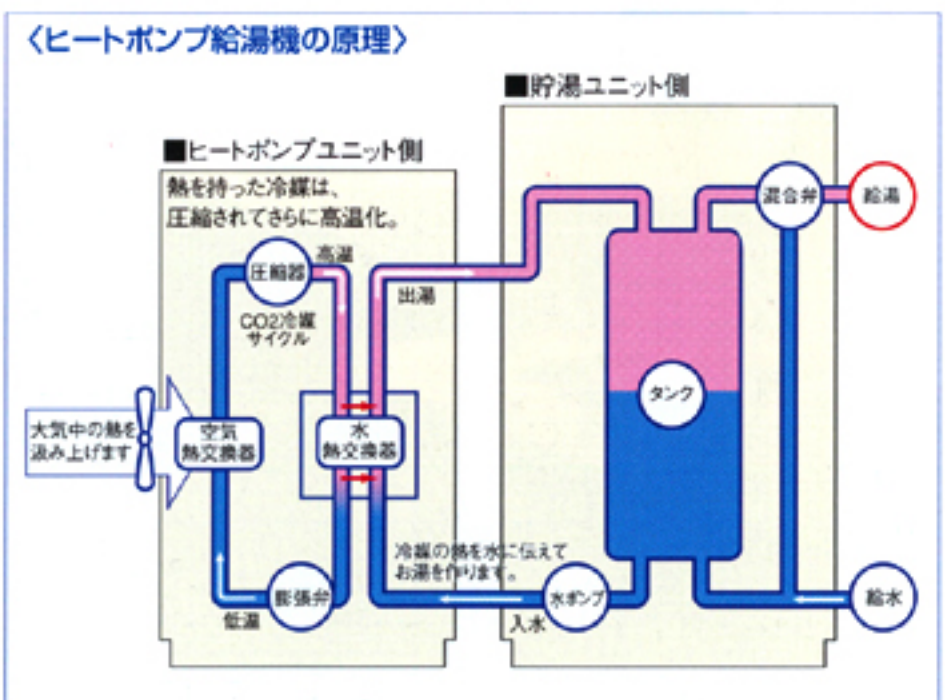 〈ヒートポンプ給湯機の原理〉
■貯湯ユニット側
■ヒートポンプユニット側
熱を持った冷媒は、
圧縮されてさらに高温化。
混合弁
給湯
圧縮器
高温
出湯
CO2冷媒
サイクル
タンク
大気中の熱を
汲み上げます
空気
熱交換器
水
熱交換器
冷媒の熱を水に伝えて
お湯を作ります。
膨張弁
低温
水ポンプ
入水
給水